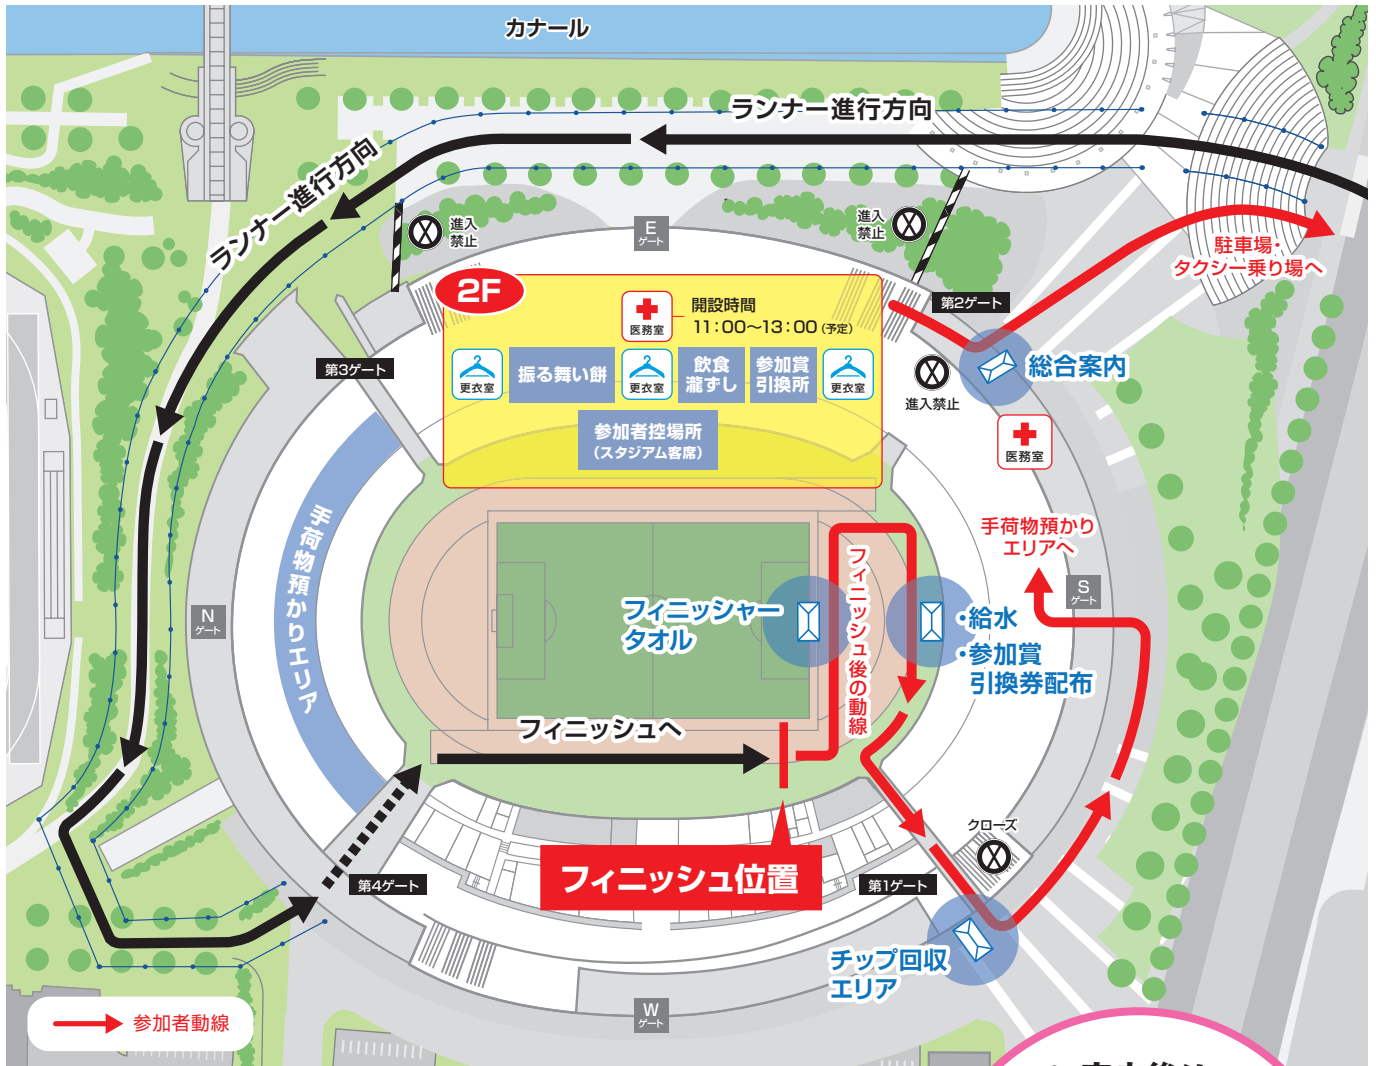 カナール
ランナー進行方向
ランナー進行方向
進入
禁止
進入
禁止
E
ゲート
駐車場・
タクシー乗り場へ
2F
医務室
開設時間
11:00〜13:00(予定)
第2ゲート
第3ゲート
更衣室
振る舞い餅
更衣室
飲食
瀧ずし
参加賞
引換所
更衣室
進入禁止
総合案内
参加者控場所
(スタジアム客席)
医務室
手荷物預かりエリア
手荷物預かり
エリアへ
N
ゲート
S
ゲート
フィニッシャー
タオル
フィニッシュ後の動線
・給水
・参加賞
引換券配布
フィニッシュへ
クローズ
フィニッシュ位置
第4ゲート
第1ゲート
チップ回収
エリア
W
ゲート
参加者動線